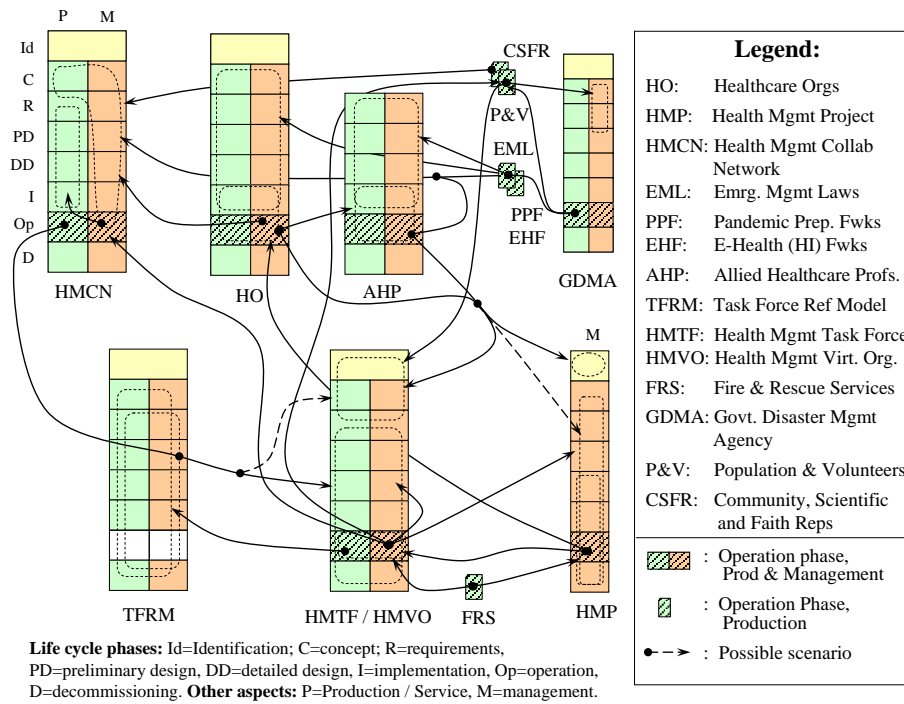 P M
Id
C
R
PD
DD
I
Op
D
HMCN
HO
AHP
CSFR
P&V
EML
PPF
EHF
GDMA
TFRM
HMTF / HMVO
FRS
M
HMP
Legend:
HO: Healthcare Orgs
HMP: Health Mgmt Project
HMCN: Health Mgmt Collab
Network
EML: Emrg. Mgmt Laws
PPF: Pandemic Prep. Fwks
EHF: E-Health (HI) Fwks
AHP: Allied Healthcare Profs.
TFRM: Task Force Ref Model
HMTF: Health Mgmt Task Force
HMVO: Health Mgmt Virt. Org.
FRS: Fire & Rescue Services
GDMA: Govt. Disaster Mgmt
Agency
P&V: Population & Volunteers
CSFR: Community, Scientific
and Faith Reps
: Operation phase,
Prod & Management
: Operation Phase,
Production
: Possible scenario
Life cycle phases: Id=Identification; C=concept; R=requirements,
PD=preliminary design, DD=detailed design, I=implementation, Op=operation,
D=decommissioning. Other aspects: P=Production / Service, M=management.